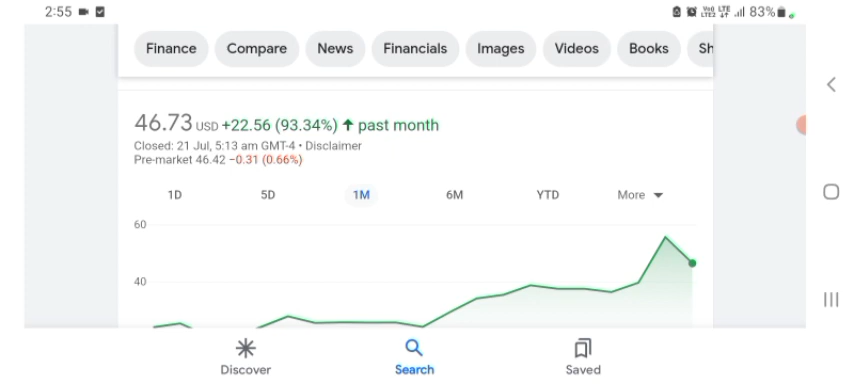 2:55 83%
Finance Compare News Financials Images Videos Books Sh
46.73 USD +22.56 (93.34%) ↑ past month
Closed: 21 Jul, 5:13 am GMT-4 • Disclaimer
Pre-market 46.42 −0.31 (0.66%)
1D 5D 1M 6M YTD More
60
40
Discover Search Saved